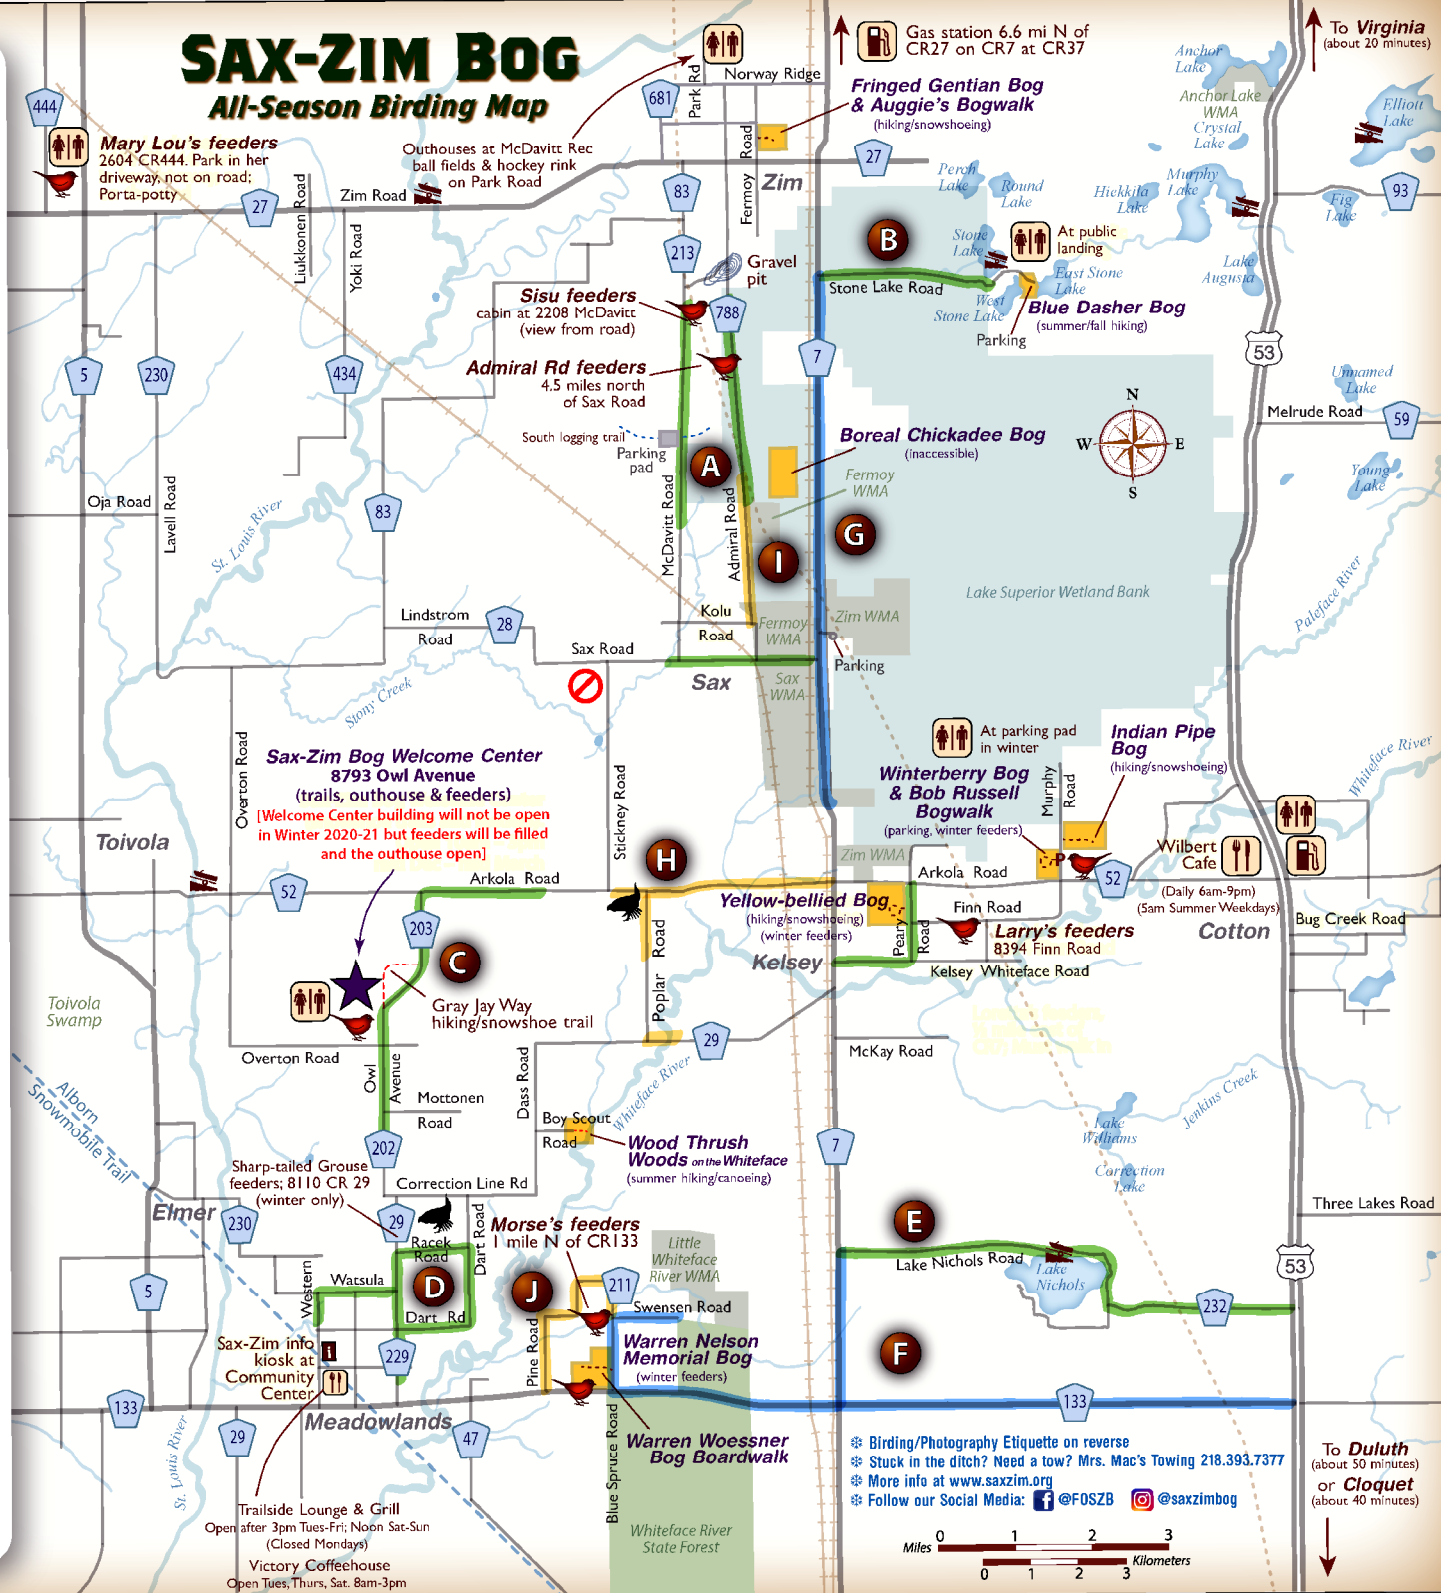 SAX-ZIM BOG
All-Season Birding Map
444
Mary Lou's feeders
2604 CR444. Park in her
driveway, not on road;
Porta-potty
27
Liukkonen Road
Zim Road
Yoki Road
Outhouses at McDavitt Rec
ball fields & hockey rink
on Park Road
681
Park Rd
Norway Ridge
Fermoy Road
83
Zim
213
Gravel
pit
Gas station 6.6 mi N of
CR27 on CR7 at CR37
Fringed Gentian Bog
& Auggie's Bogwalk
(hiking/snowshoeing)
27
To Virginia
(about 20 minutes)
Anchor
Lake
Anchor Lake
WMA
Crystal
Lake
Elliott
Lake
Perch
Lake
Round
Lake
Hickkila
Lake
Murphy
Lake
93
Fig
Lake
B
Stone
Lake
At public
landing
Lake
Augusta
East Stone
Lake
West
Stone Lake
Stone Lake Road
Blue Dasher Bog
(summer/fall hiking)
Parking
Sisu feeders
cabin at 2208 McDavitt
(view from road)
788
Admiral Rd feeders
4.5 miles north
of Sax Road
7
53
5
230
434
Unnamed
Lake
Melrude Road
59
N
W
E
S
South logging trail
Parking
pad
A
Boreal Chickadee Bog
(inaccessible)
Fermoy
WMA
Young
Lake
Oja Road
Lavell Road
83
St. Louis River
McDavitt Road
Admiral Road
G
I
Lake Superior Wetland Bank
Paleface River
Lindstrom
Road
28
Kolu
Road
Fermoy
WMA
Zim WMA
Sax Road
Parking
Sax
Sax
WMA
Stony Creek
Overton Road
Sax-Zim Bog Welcome Center
8793 Owl Avenue
(trails, outhouse & feeders)
[Welcome Center building will not be open
in Winter 2020-21 but feeders will be filled
and the outhouse open]
Stickney Road
At parking pad
in winter
Indian Pipe
Bog
(hiking/snowshoeing)
Winterberry Bog
& Bob Russell
Bogwalk
(parking, winter feeders)
Murphy
Road
Whiteface River
Toivola
H
Zim WMA
Arkola Road
P
52
Wilbert
Cafe
(Daily 6am-9pm)
(5am Summer Weekdays)
52
Arkola Road
203
Yellow-bellied Bog
(hiking/snowshoeing)
(winter feeders)
Finn Road
Larry's feeders
8394 Finn Road
Cotton
Bug Creek Road
Peary
Road
Kelsey
Kelsey Whiteface Road
C
Poplar Road
Toivola
Swamp
Gray Jay Way
hiking/snowshoe trail
29
McKay Road
Overton Road
Owl
Avenue
Dass Road
Whiteface River
Alborn
Snowmobile Trail
Mottonen
Road
Boy Scout
Road
Wood Thrush
Woods on the Whiteface
(summer hiking/canoeing)
7
Lake
Williams
Jenkins Creek
Correction
Lake
202
Sharp-tailed Grouse
feeders; 8110 CR 29
(winter only)
Correction Line Rd
Three Lakes Road
Elmer
230
29
Racek
Road
Dart Road
Morse's feeders
1 mile N of CR133
Little
Whiteface
River WMA
E
Lake Nichols Road
Lake
Nichols
53
5
Western
Watsula
D
Dart Rd
J
211
Swensen Road
232
Sax-Zim info
kiosk at
Community
Center
i
229
Pine Road
Warren Nelson
Memorial Bog
(winter feeders)
F
133
Meadowlands
133
29
47
St. Louis River
Blue Spruce Road
Warren Woessner
Bog Boardwalk
Birding/Photography Etiquette on reverse
Stuck in the ditch? Need a tow? Mrs. Mac's Towing 218.393.7377
More info at www.saxzim.org
Follow our Social Media: @FOSZB @saxzimbog
To Duluth
(about 50 minutes)
or Cloquet
(about 40 minutes)
Trailside Lounge & Grill
Open after 3pm Tues-Fri; Noon Sat-Sun
(Closed Mondays)
Victory Coffeehouse
Open Tues, Thurs, Sat. 8am-3pm
Whiteface River
State Forest
0 1 2 3
Miles
Kilometers
0 1 2 3